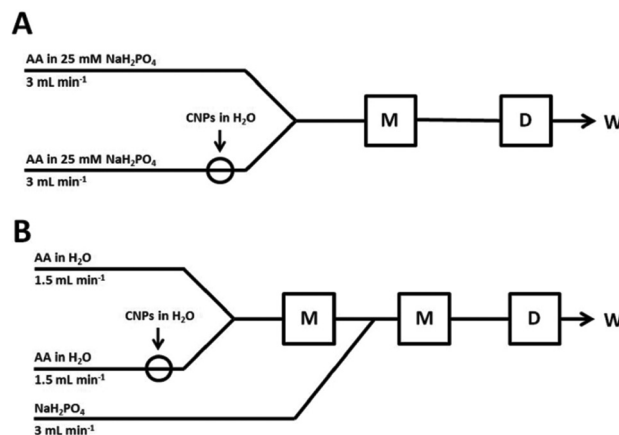 A
AA in 25 mM NaH₂PO₄
3 mL min⁻¹
CNPs in H₂O
AA in 25 mM NaH₂PO₄
3 mL min⁻¹
M
D
W
B
AA in H₂O
1.5 mL min⁻¹
CNPs in H₂O
AA in H₂O
1.5 mL min⁻¹
NaH₂PO₄
3 mL min⁻¹
M
M
D
W